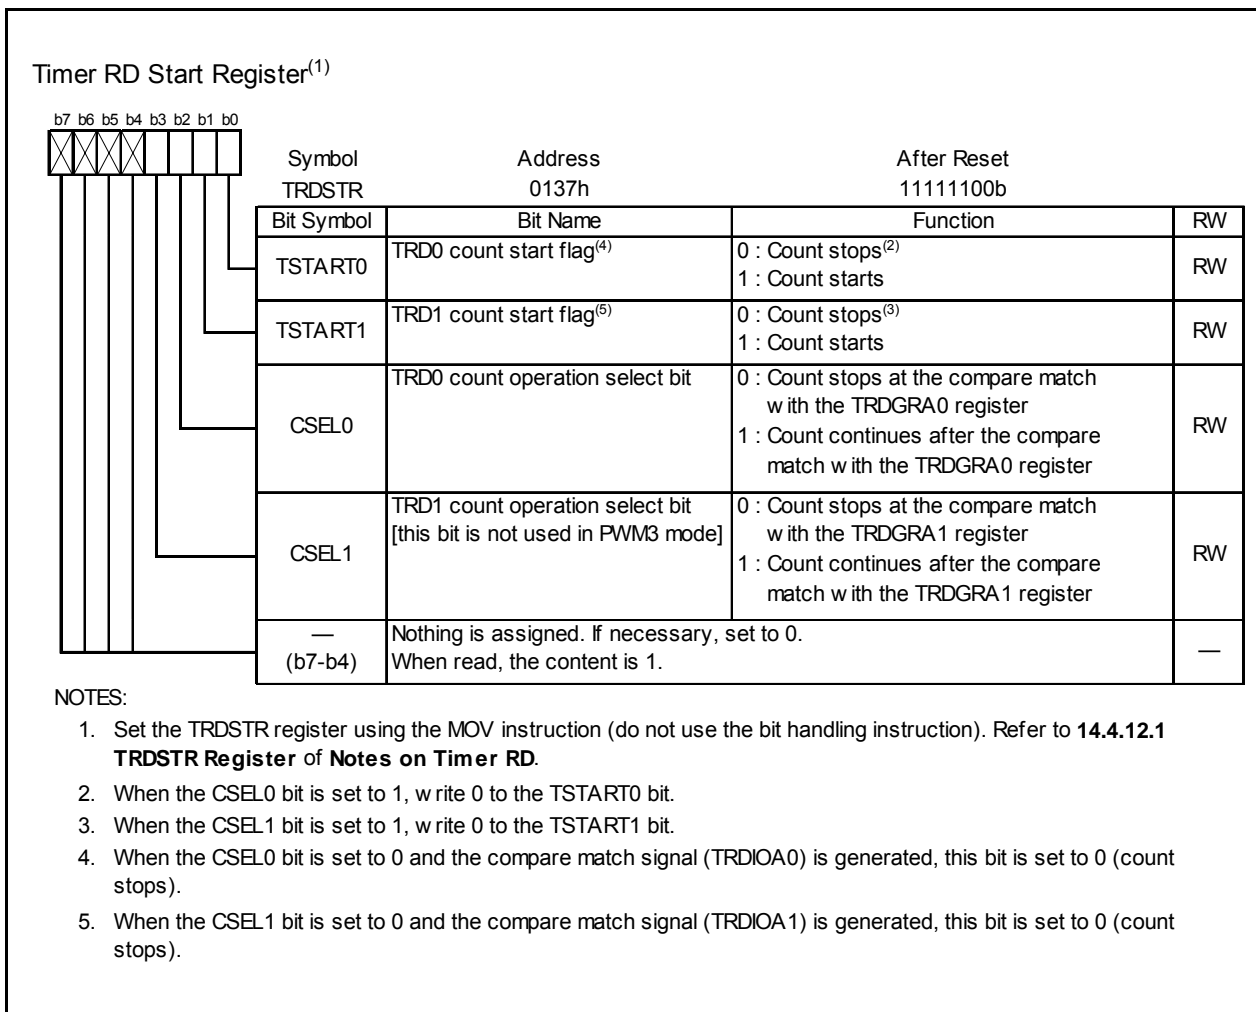 Timer RD Start Register(1)
b7 b6 b5 b4 b3 b2 b1 b0
Symbol Address After Reset
TRDSTR 0137h 11111100b
Bit Symbol Bit Name Function RW
TSTART0 TRD0 count start flag(4) 0 : Count stops(2) RW
1 : Count starts
TSTART1 TRD1 count start flag(5) 0 : Count stops(3) RW
1 : Count starts
CSEL0 TRD0 count operation select bit 0 : Count stops at the compare match RW
with the TRDGRA0 register
1 : Count continues after the compare
match with the TRDGRA0 register
CSEL1 TRD1 count operation select bit 0 : Count stops at the compare match RW
[this bit is not used in PWM3 mode] with the TRDGRA1 register
1 : Count continues after the compare
match with the TRDGRA1 register
— Nothing is assigned. If necessary, set to 0. —
(b7-b4) When read, the content is 1.
NOTES:
1. Set the TRDSTR register using the MOV instruction (do not use the bit handling instruction). Refer to 14.4.12.1
TRDSTR Register of Notes on Timer RD.
2. When the CSEL0 bit is set to 1, write 0 to the TSTART0 bit.
3. When the CSEL1 bit is set to 1, write 0 to the TSTART1 bit.
4. When the CSEL0 bit is set to 0 and the compare match signal (TRDIOA0) is generated, this bit is set to 0 (count
stops).
5. When the CSEL1 bit is set to 0 and the compare match signal (TRDIOA1) is generated, this bit is set to 0 (count
stops).